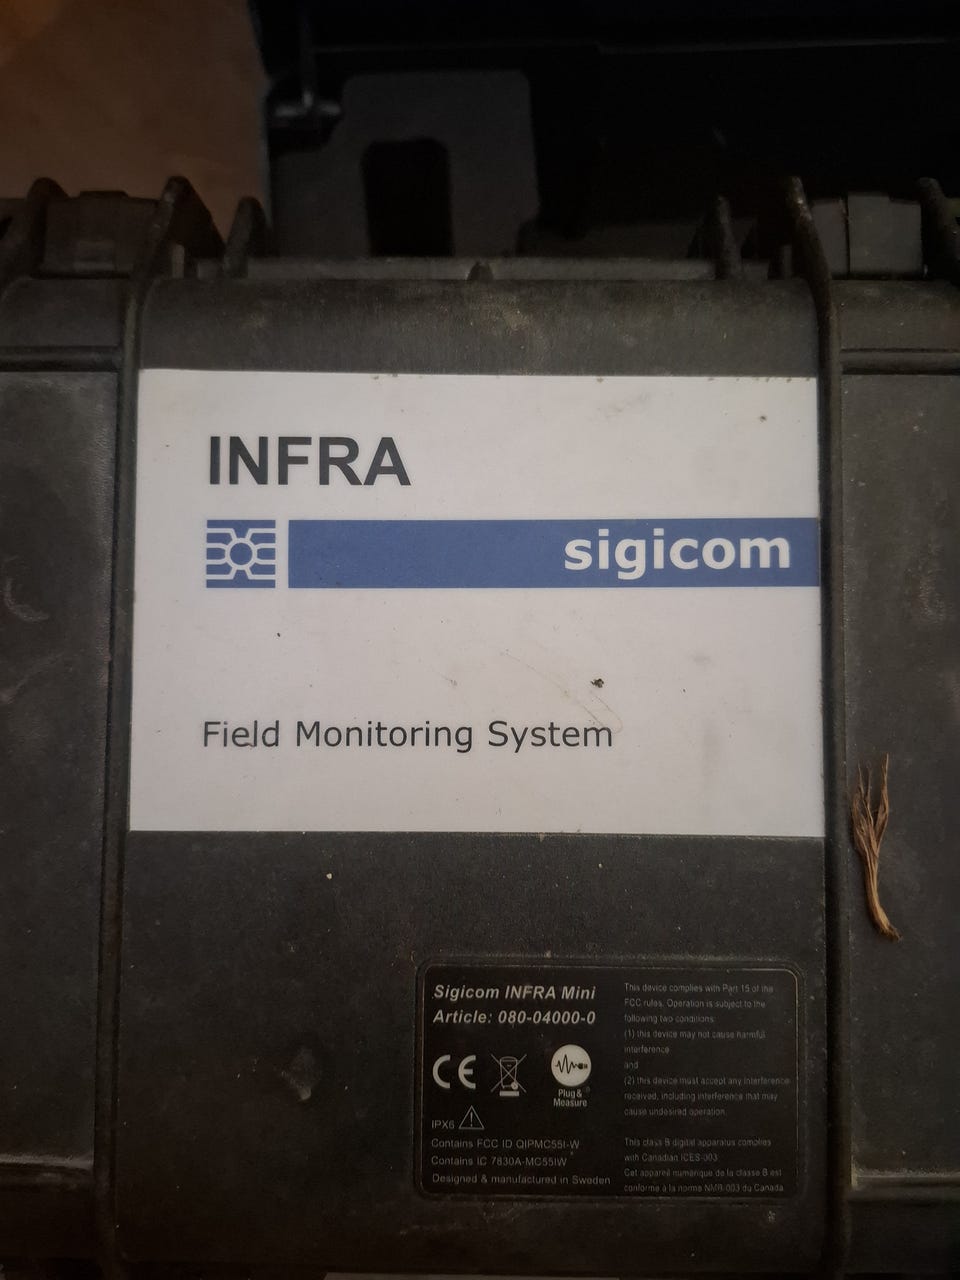 INFRA
sigicom
Field Monitoring System
Sigicom INFRA Mini
Article: 080-04000-0
CE
Plug &
Measure
IPX6
Contains FCC ID QIPMC55I-W
Contains IC 7830A-MC55IW
Designed & manufactured in Sweden
This device complies with Part 15 of the
FCC rules. Operation is subject to the
following two conditions:
(1) this device may not cause harmful
interference
and
(2) this device must accept any interference
received, including interference that may
cause undesired operation.
This class B digital apparatus complies
with Canadian ICES-003.
Cet appareil numérique de la classe B est
conforme à la norme NMB-003 du Canada